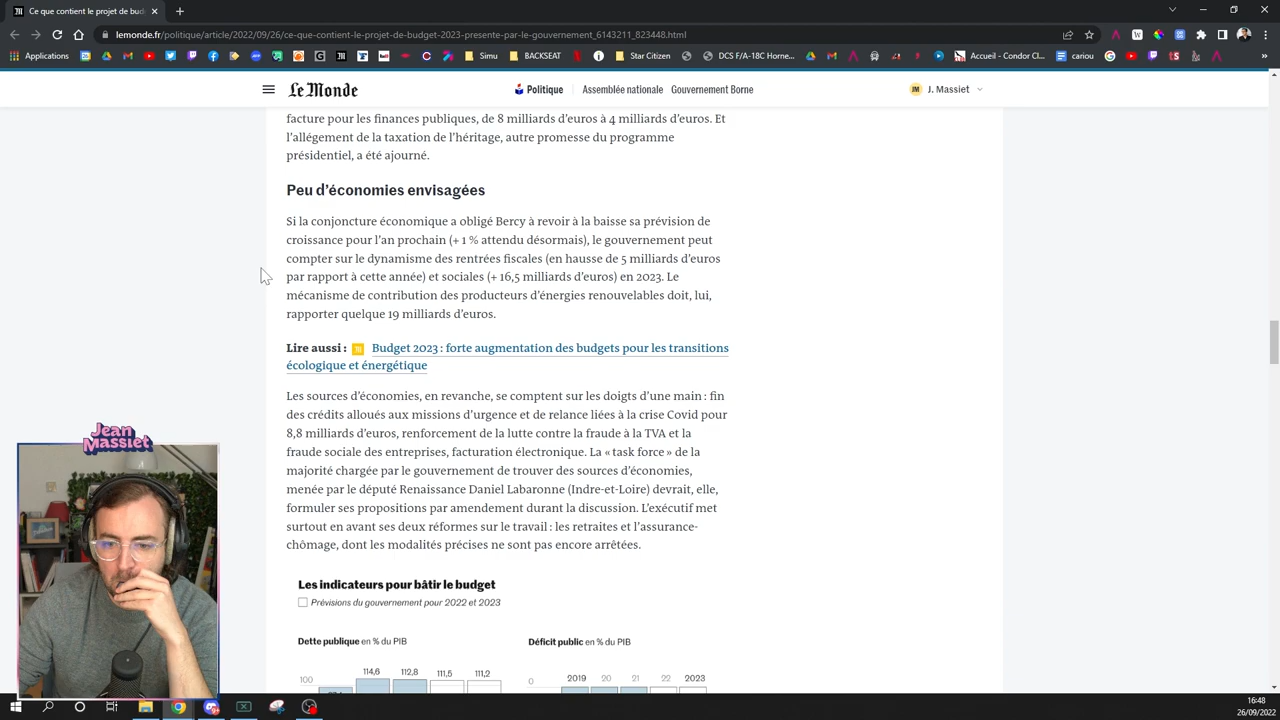 Ce que contient le projet de bud
lemonde.fr/politique/article/2022/09/26/ce-que-contient-le-projet-de-budget-2023-presente-par-le-gouvernement_6143211_823448.html
Applications
Simu
BACKSEAT
Star Citizen
DCS F/A-18C Horne...
Accueil - Condor Cl...
cariou
Le Monde
Politique
Assemblée nationale
Gouvernement Borne
JM
J. Massiet
facture pour les finances publiques, de 8 milliards d'euros à 4 milliards d'euros. Et
l'allégement de la taxation de l'héritage, autre promesse du programme
présidentiel, a été ajourné.
Peu d'économies envisagées
Si la conjoncture économique a obligé Bercy à revoir à la baisse sa prévision de
croissance pour l'an prochain (+ 1 % attendu désormais), le gouvernement peut
compter sur le dynamisme des rentrées fiscales (en hausse de 5 milliards d'euros
par rapport à cette année) et sociales (+ 16,5 milliards d'euros) en 2023. Le
mécanisme de contribution des producteurs d'énergies renouvelables doit, lui,
rapporter quelque 19 milliards d'euros.
Lire aussi : Budget 2023 : forte augmentation des budgets pour les transitions
écologique et énergétique
Les sources d'économies, en revanche, se comptent sur les doigts d'une main : fin
des crédits alloués aux missions d'urgence et de relance liées à la crise Covid pour
8,8 milliards d'euros, renforcement de la lutte contre la fraude à la TVA et la
fraude sociale des entreprises, facturation électronique. La « task force » de la
majorité chargée par le gouvernement de trouver des sources d'économies,
menée par le député Renaissance Daniel Labaronne (Indre-et-Loire) devrait, elle,
formuler ses propositions par amendement durant la discussion. L'exécutif met
surtout en avant ses deux réformes sur le travail : les retraites et l'assurance-
chômage, dont les modalités précises ne sont pas encore arrêtées.
Jean
Massiet
Les indicateurs pour bâtir le budget
Prévisions du gouvernement pour 2022 et 2023
Dette publique en % du PIB
Déficit public en % du PIB
114,6
112,8
111,5
111,2
100
2019
20
21
22
2023
0
16:48
26/09/2022